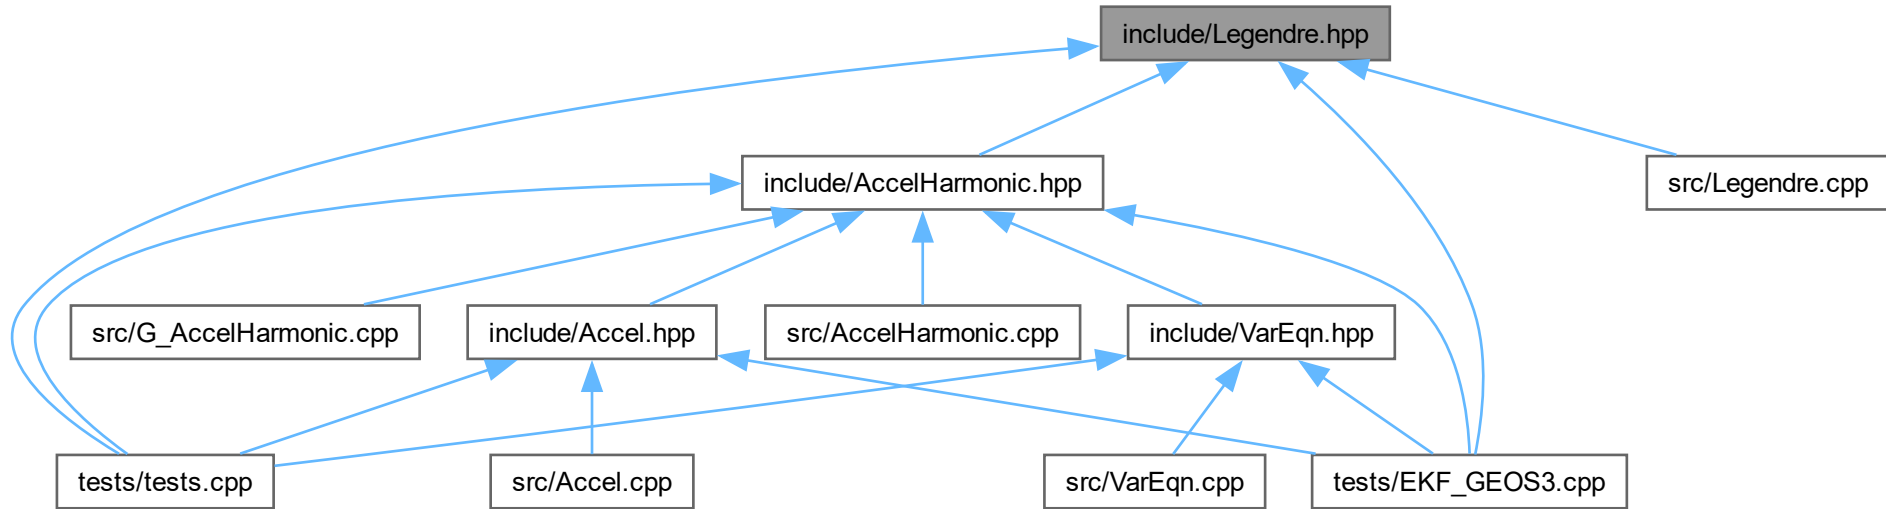 include/Legendre.hpp
include/AccelHarmonic.hpp
src/Legendre.cpp
src/G_AccelHarmonic.cpp
include/Accel.hpp
src/AccelHarmonic.cpp
include/VarEqn.hpp
tests/tests.cpp
src/Accel.cpp
src/VarEqn.cpp
tests/EKF_GEOS3.cpp